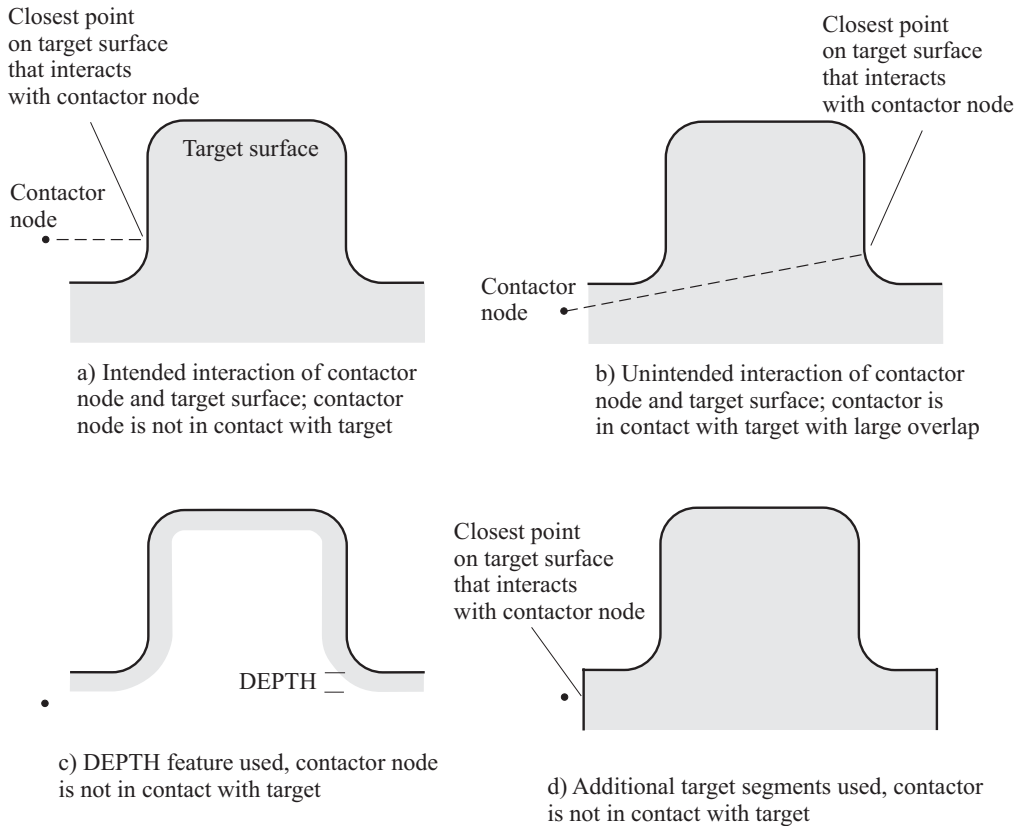 Closest point
on target surface
that interacts
with contactor node
Target surface
Contactor
node
a) Intended interaction of contactor
node and target surface; contactor
node is not in contact with target
Closest point
on target surface
that interacts
with contactor node
Contactor
node
b) Unintended interaction of contactor
node and target surface; contactor is
in contact with target with large overlap
DEPTH
c) DEPTH feature used, contactor node
is not in contact with target
Closest point
on target surface
that interacts
with contactor node
d) Additional target segments used, contactor
is not in contact with target